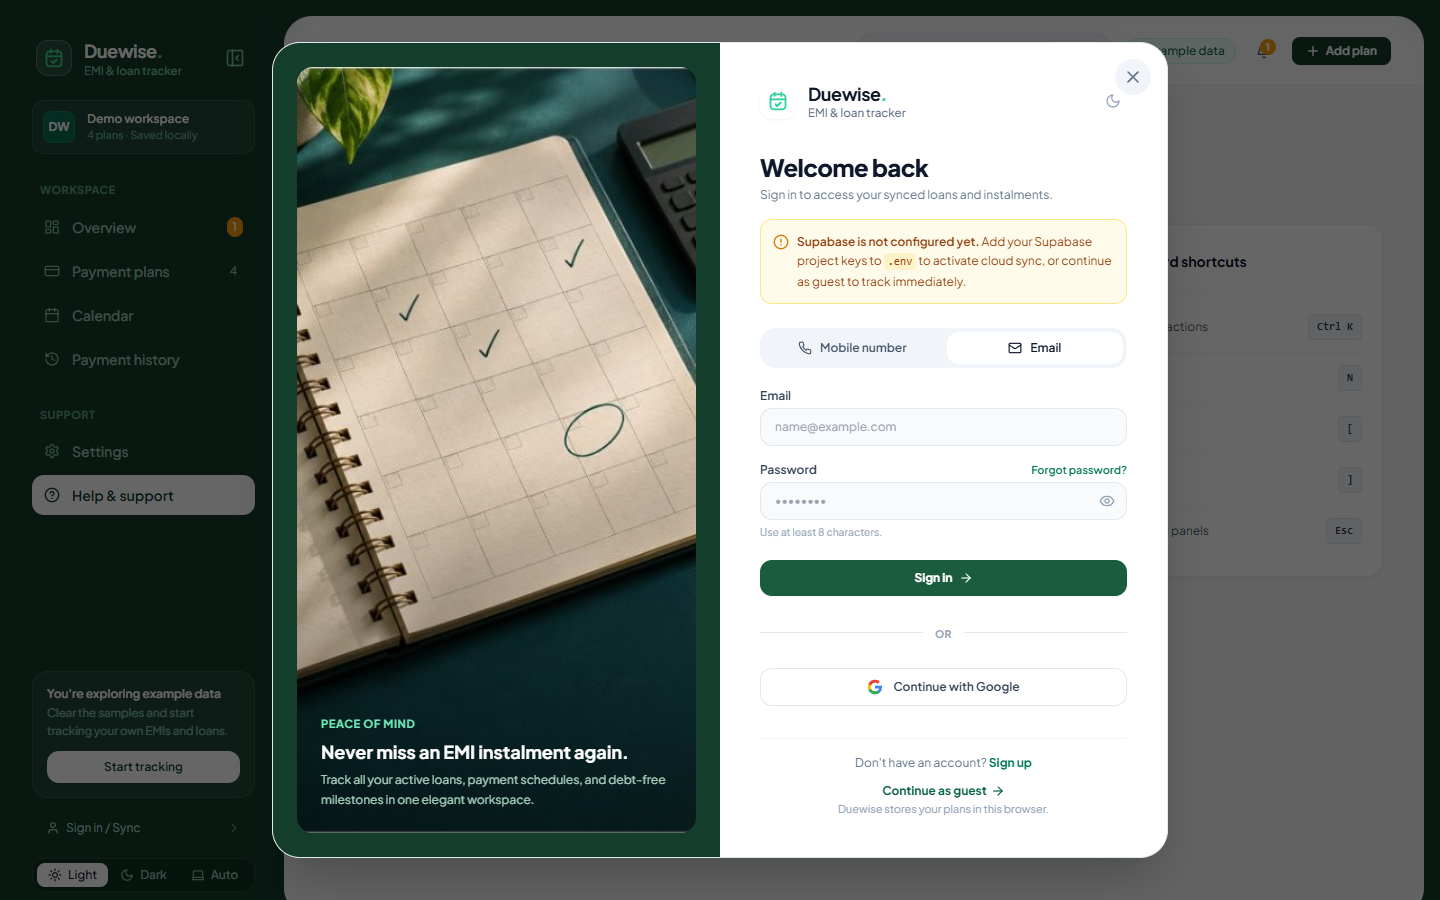 Duewise.
EMI & loan tracker
DW
Demo workspace
4 plans · Saved locally
WORKSPACE
Overview
1
Payment plans
4
Calendar
Payment history
SUPPORT
Settings
Help & support
You're exploring example data
Clear the samples and start
tracking your own EMIs and loans.
Start tracking
Sign in / Sync
Light
Dark
Auto
PEACE OF MIND
Never miss an EMI instalment again.
Track all your active loans, payment schedules, and debt-free
milestones in one elegant workspace.
Duewise.
EMI & loan tracker
Welcome back
Sign in to access your synced loans and instalments.
Supabase is not configured yet. Add your Supabase
project keys to .env to activate cloud sync, or continue
as guest to track immediately.
Mobile number
Email
Email
name@example.com
Password
Forgot password?
Use at least 8 characters.
Sign In
OR
Continue with Google
Don't have an account? Sign up
Continue as guest
Duewise stores your plans in this browser.
ample data
1
Add plan
d shortcuts
actions
Ctrl K
N
[
]
panels
Esc